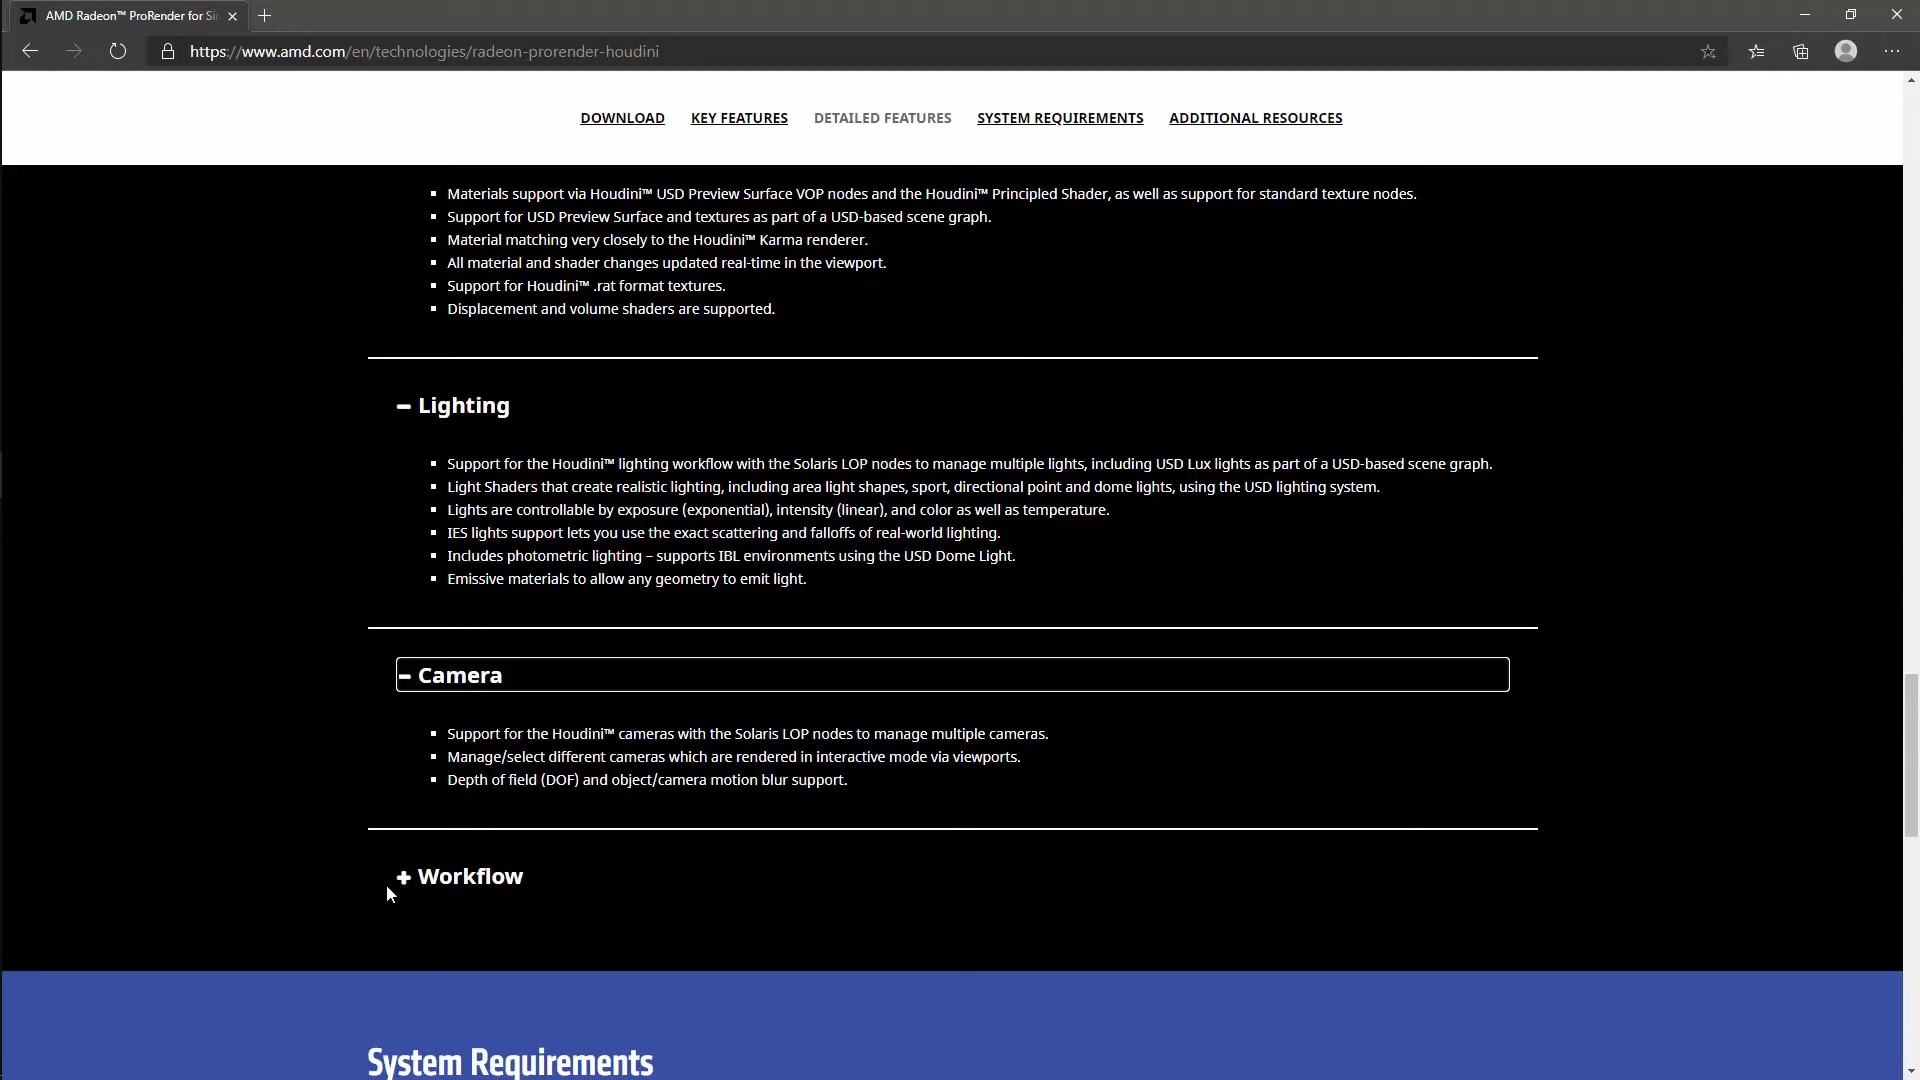 AMD Radeon™ ProRender for Si
https://www.amd.com/en/technologies/radeon-prorender-houdini
DOWNLOAD KEY FEATURES DETAILED FEATURES SYSTEM REQUIREMENTS ADDITIONAL RESOURCES
Materials support via Houdini™ USD Preview Surface VOP nodes and the Houdini™ Principled Shader, as well as support for standard texture nodes.
Support for USD Preview Surface and textures as part of a USD-based scene graph.
Material matching very closely to the Houdini™ Karma renderer.
All material and shader changes updated real-time in the viewport.
Support for Houdini™ .rat format textures.
Displacement and volume shaders are supported.
Lighting
Support for the Houdini™ lighting workflow with the Solaris LOP nodes to manage multiple lights, including USD Lux lights as part of a USD-based scene graph.
Light Shaders that create realistic lighting, including area light shapes, sport, directional point and dome lights, using the USD lighting system.
Lights are controllable by exposure (exponential), intensity (linear), and color as well as temperature.
IES lights support lets you use the exact scattering and falloffs of real-world lighting.
Includes photometric lighting – supports IBL environments using the USD Dome Light.
Emissive materials to allow any geometry to emit light.
Camera
Support for the Houdini™ cameras with the Solaris LOP nodes to manage multiple cameras.
Manage/select different cameras which are rendered in interactive mode via viewports.
Depth of field (DOF) and object/camera motion blur support.
Workflow
System Requirements